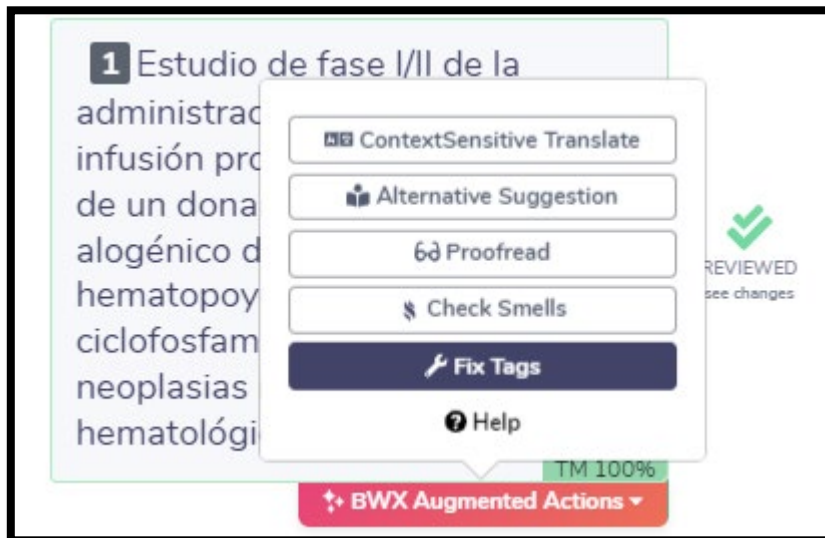 1 Estudio de fase I/II de la
administrac
infusión pro
de un dona
alogénico d
hematopoy
ciclofosfam
neoplasias
hematológi
ContextSensitive Translate
Alternative Suggestion
Proofread
Check Smells
Fix Tags
Help
REVIEWED
see changes
TM 100%
BWX Augmented Actions